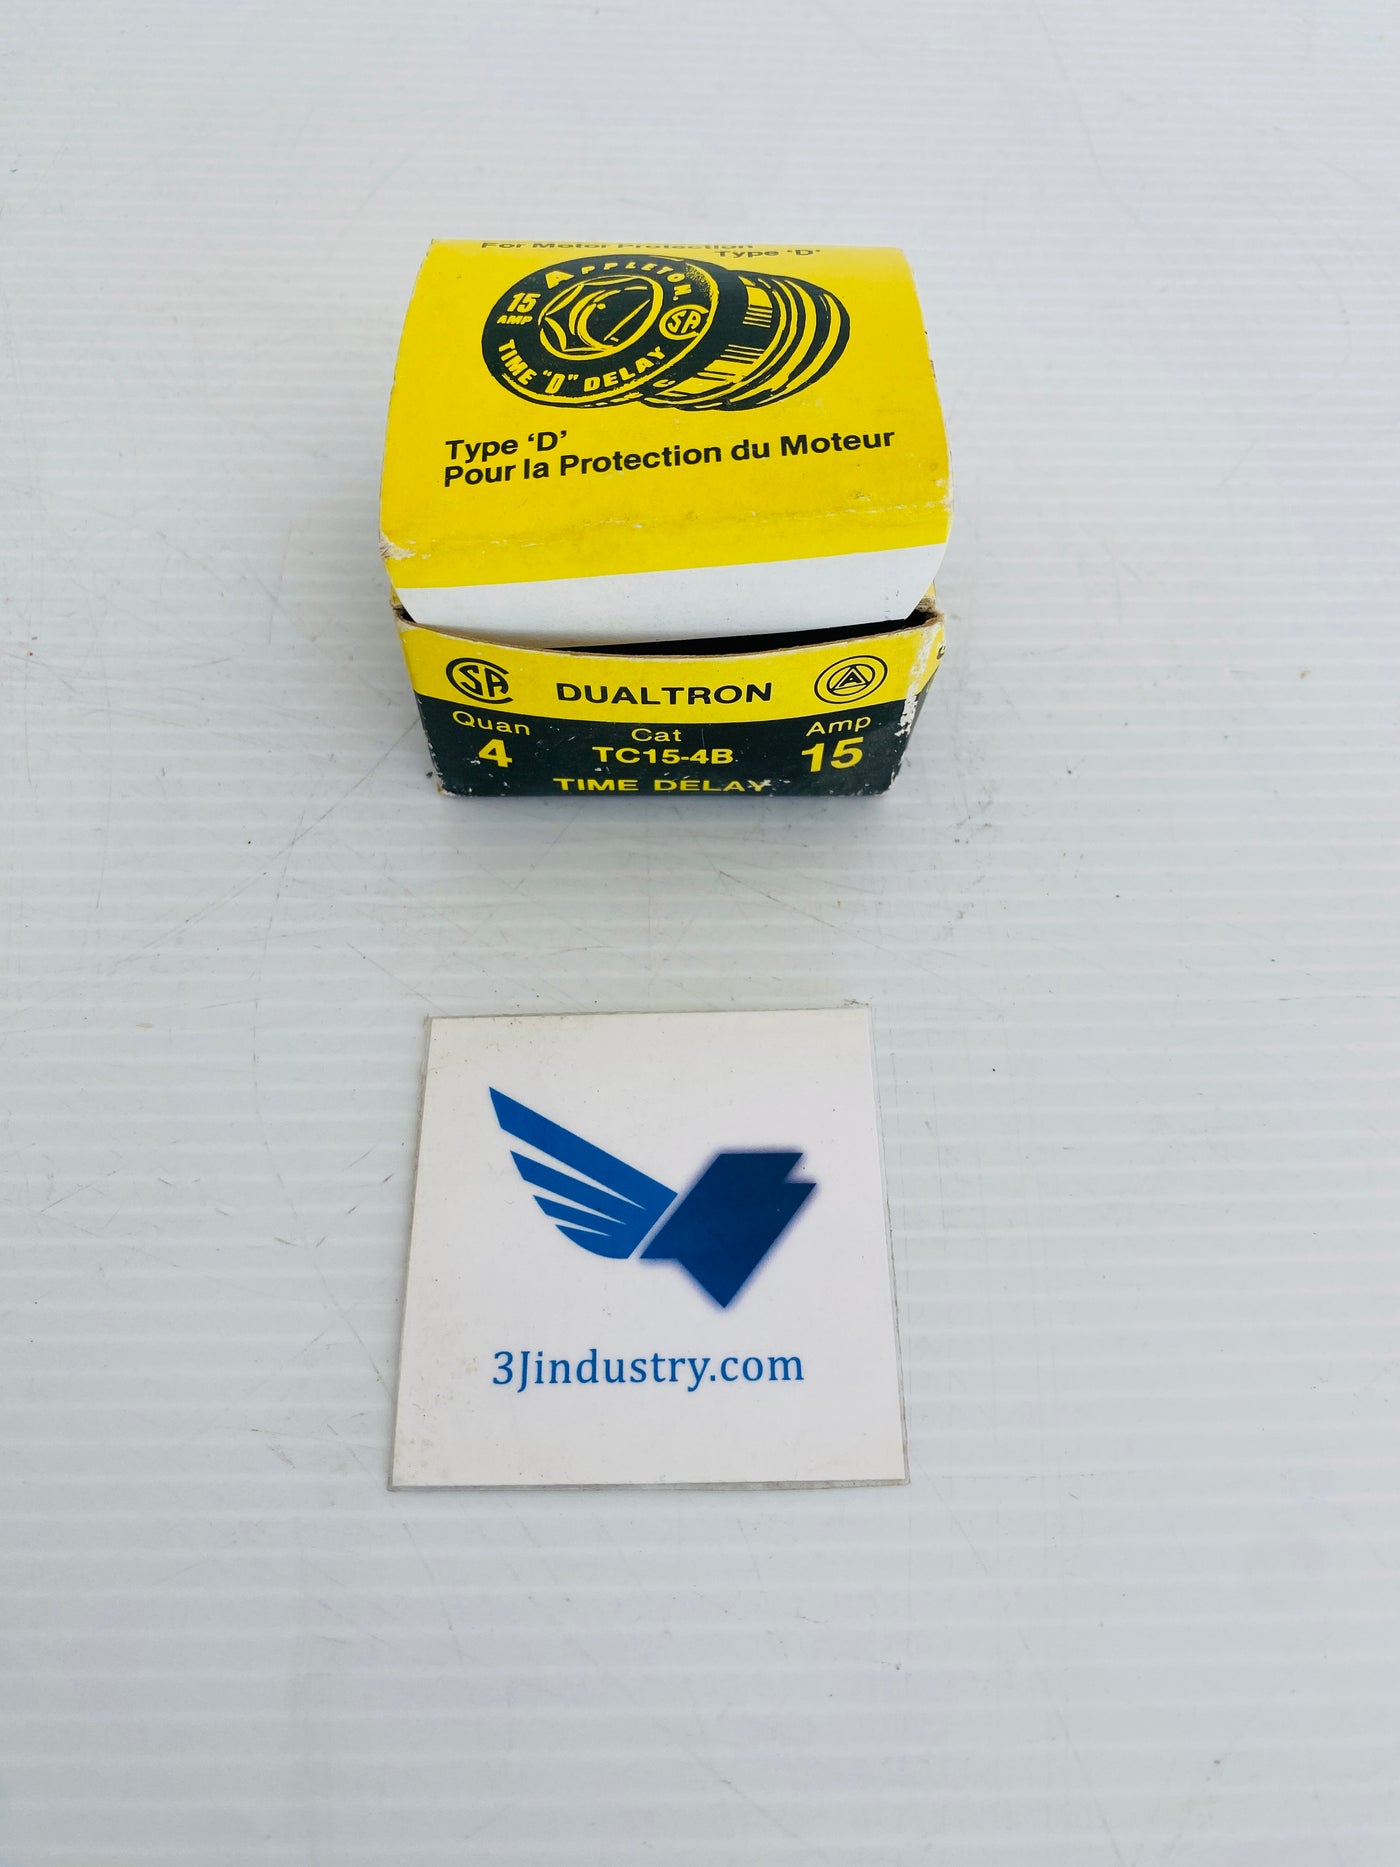 For Motor Protection
Type 'D'
APPLETON
15
AMP
SA
TIME "D" DELAY
Type 'D'
Pour la Protection du Moteur
SA DUALTRON A
Quan Cat Amp
4 TC15-4B 15
TIME DELAY
3Jindustry.com